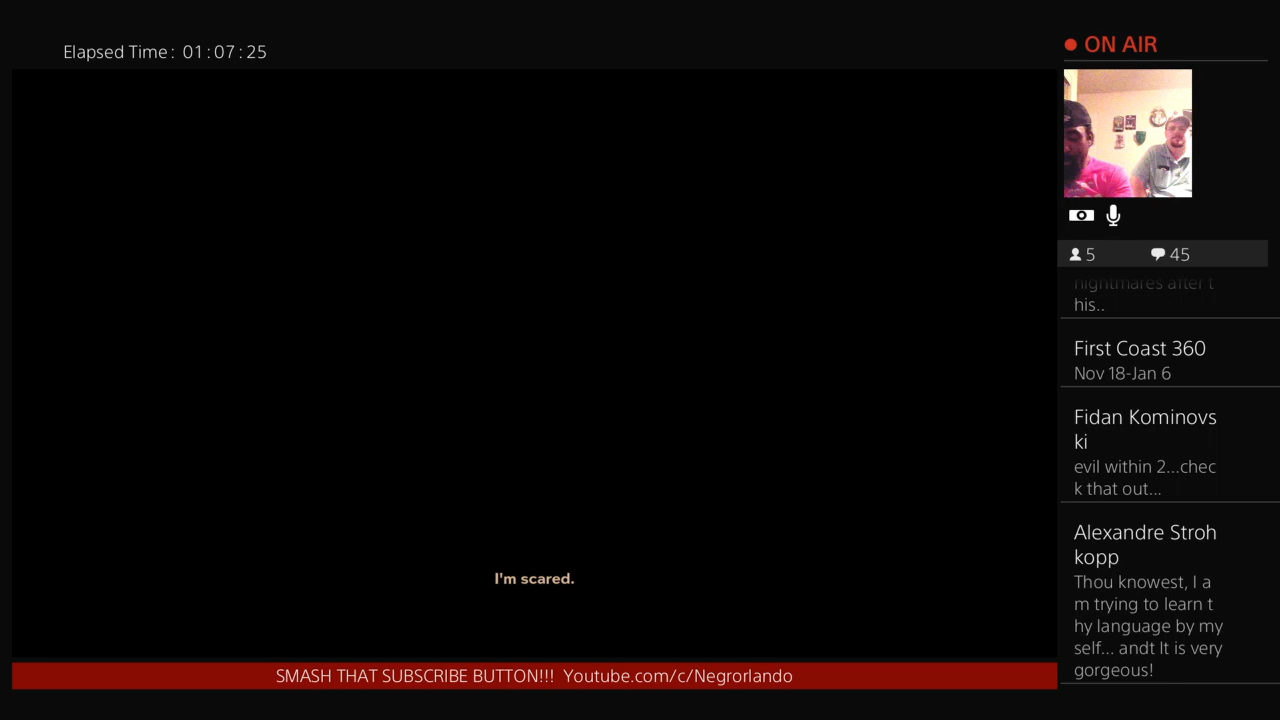 Elapsed Time: 01:07:25
ON AIR
5 45
nightmares after t
his..
First Coast 360
Nov 18-Jan 6
Fidan Kominovs
ki
evil within 2...chec
k that out...
Alexandre Stroh
kopp
Thou knowest, I a
m trying to learn t
hy language by my
self... andt It is very
gorgeous!
I'm scared.
SMASH THAT SUBSCRIBE BUTTON!!! Youtube.com/c/Negrorlando